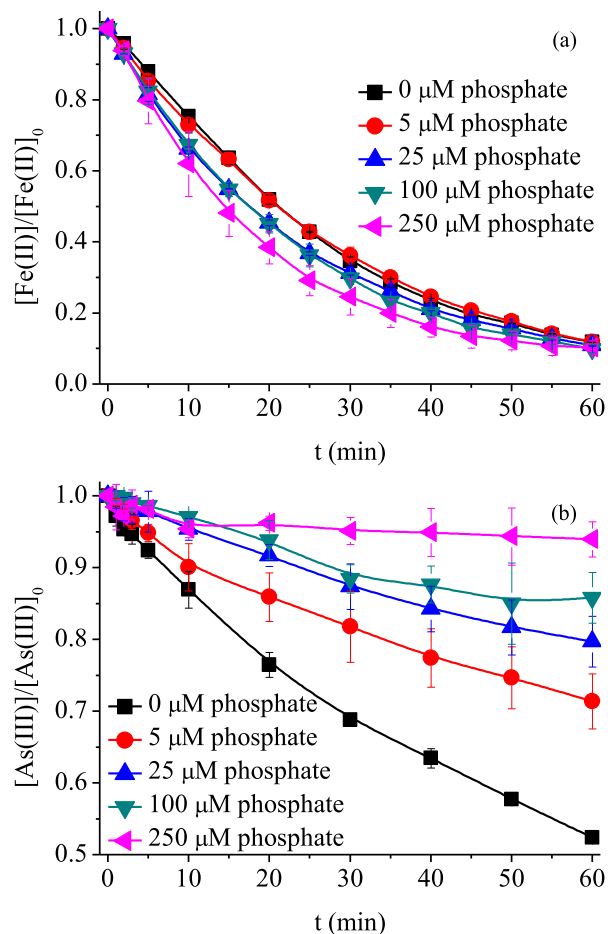 (a)
1.0
0.8
0.6
0.4
0.2
0.0
[Fe(II)]/[Fe(II)]₀
0 μM phosphate
5 μM phosphate
25 μM phosphate
100 μM phosphate
250 μM phosphate
0 10 20 30 40 50 60
t (min)
(b)
1.0
0.9
0.8
0.7
0.6
0.5
[As(III)]/[As(III)]₀
0 μM phosphate
5 μM phosphate
25 μM phosphate
100 μM phosphate
250 μM phosphate
0 10 20 30 40 50 60
t (min)